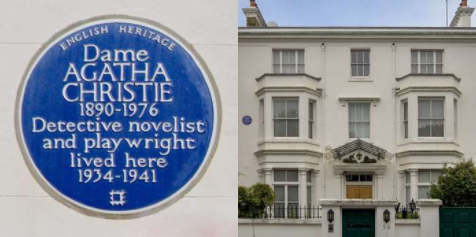 ENGLISH HERITAGE
Dame
AGATHA
CHRISTIE
1890-1976
Detective novelist
and playwright
lived here
1934-1941